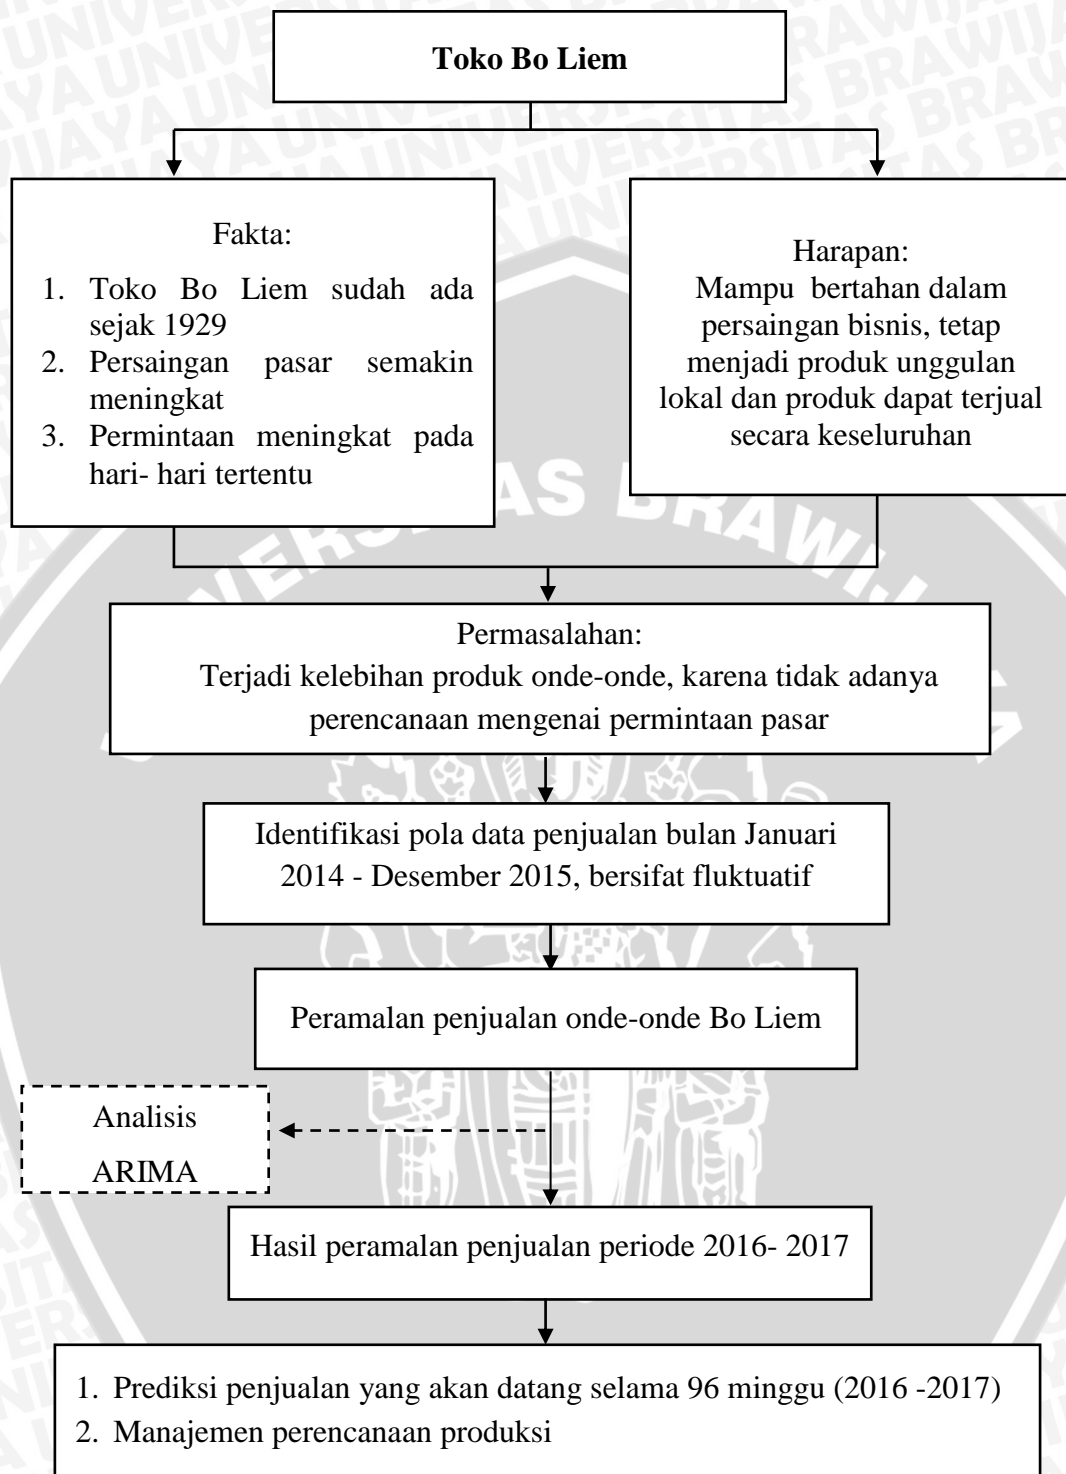 Toko Bo Liem
Fakta:
1. Toko Bo Liem sudah ada
sejak 1929
2. Persaingan pasar semakin
meningkat
3. Permintaan meningkat pada
hari- hari tertentu
Harapan:
Mampu bertahan dalam
persaingan bisnis, tetap
menjadi produk unggulan
lokal dan produk dapat terjual
secara keseluruhan
Permasalahan:
Terjadi kelebihan produk onde-onde, karena tidak adanya
perencanaan mengenai permintaan pasar
Identifikasi pola data penjualan bulan Januari
2014 - Desember 2015, bersifat fluktuatif
Peramalan penjualan onde-onde Bo Liem
Analisis
ARIMA
Hasil peramalan penjualan periode 2016- 2017
1. Prediksi penjualan yang akan datang selama 96 minggu (2016 -2017)
2. Manajemen perencanaan produksi